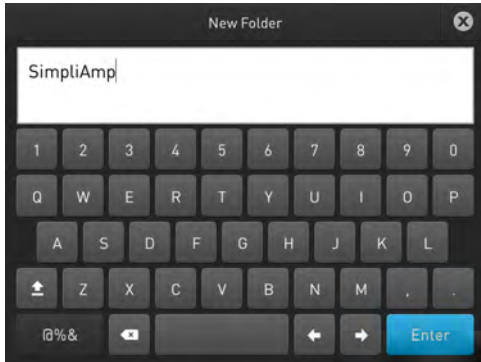 New Folder
SimpliAmp
1 2 3 4 5 6 7 8 9 0
Q W E R T Y U I O P
A S D F G H J K L
Z X C V B N M , .
@%& Enter